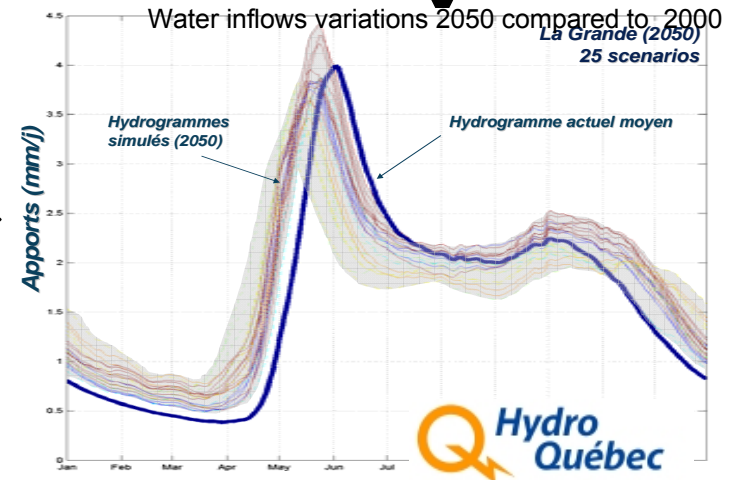 Water inflows variations 2050 compared to 2000
La Grande (2050)
25 scenarios
Hydrogrammes
simulés (2050)
Hydrogramme actuel moyen
Apports (mm/j)
4.5
4
3.5
3
2.5
2
1.5
1
0.5
0
Jan Feb Mar Apr May Jun Jul
Hydro
Québec